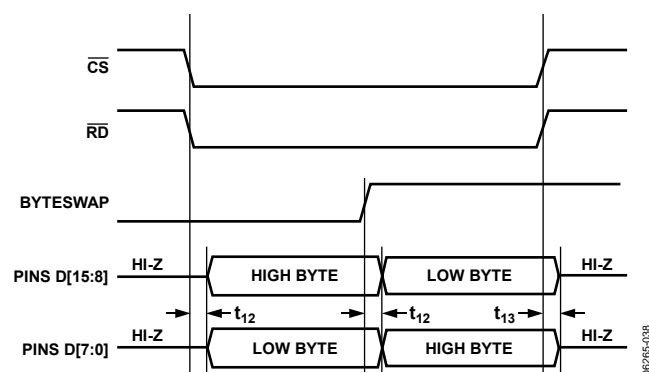 CS
RD
BYTESWAP
PINS D[15:8] HI-Z HIGH BYTE LOW BYTE HI-Z
t12 t12 t13
PINS D[7:0] HI-Z LOW BYTE HIGH BYTE HI-Z
06265-038